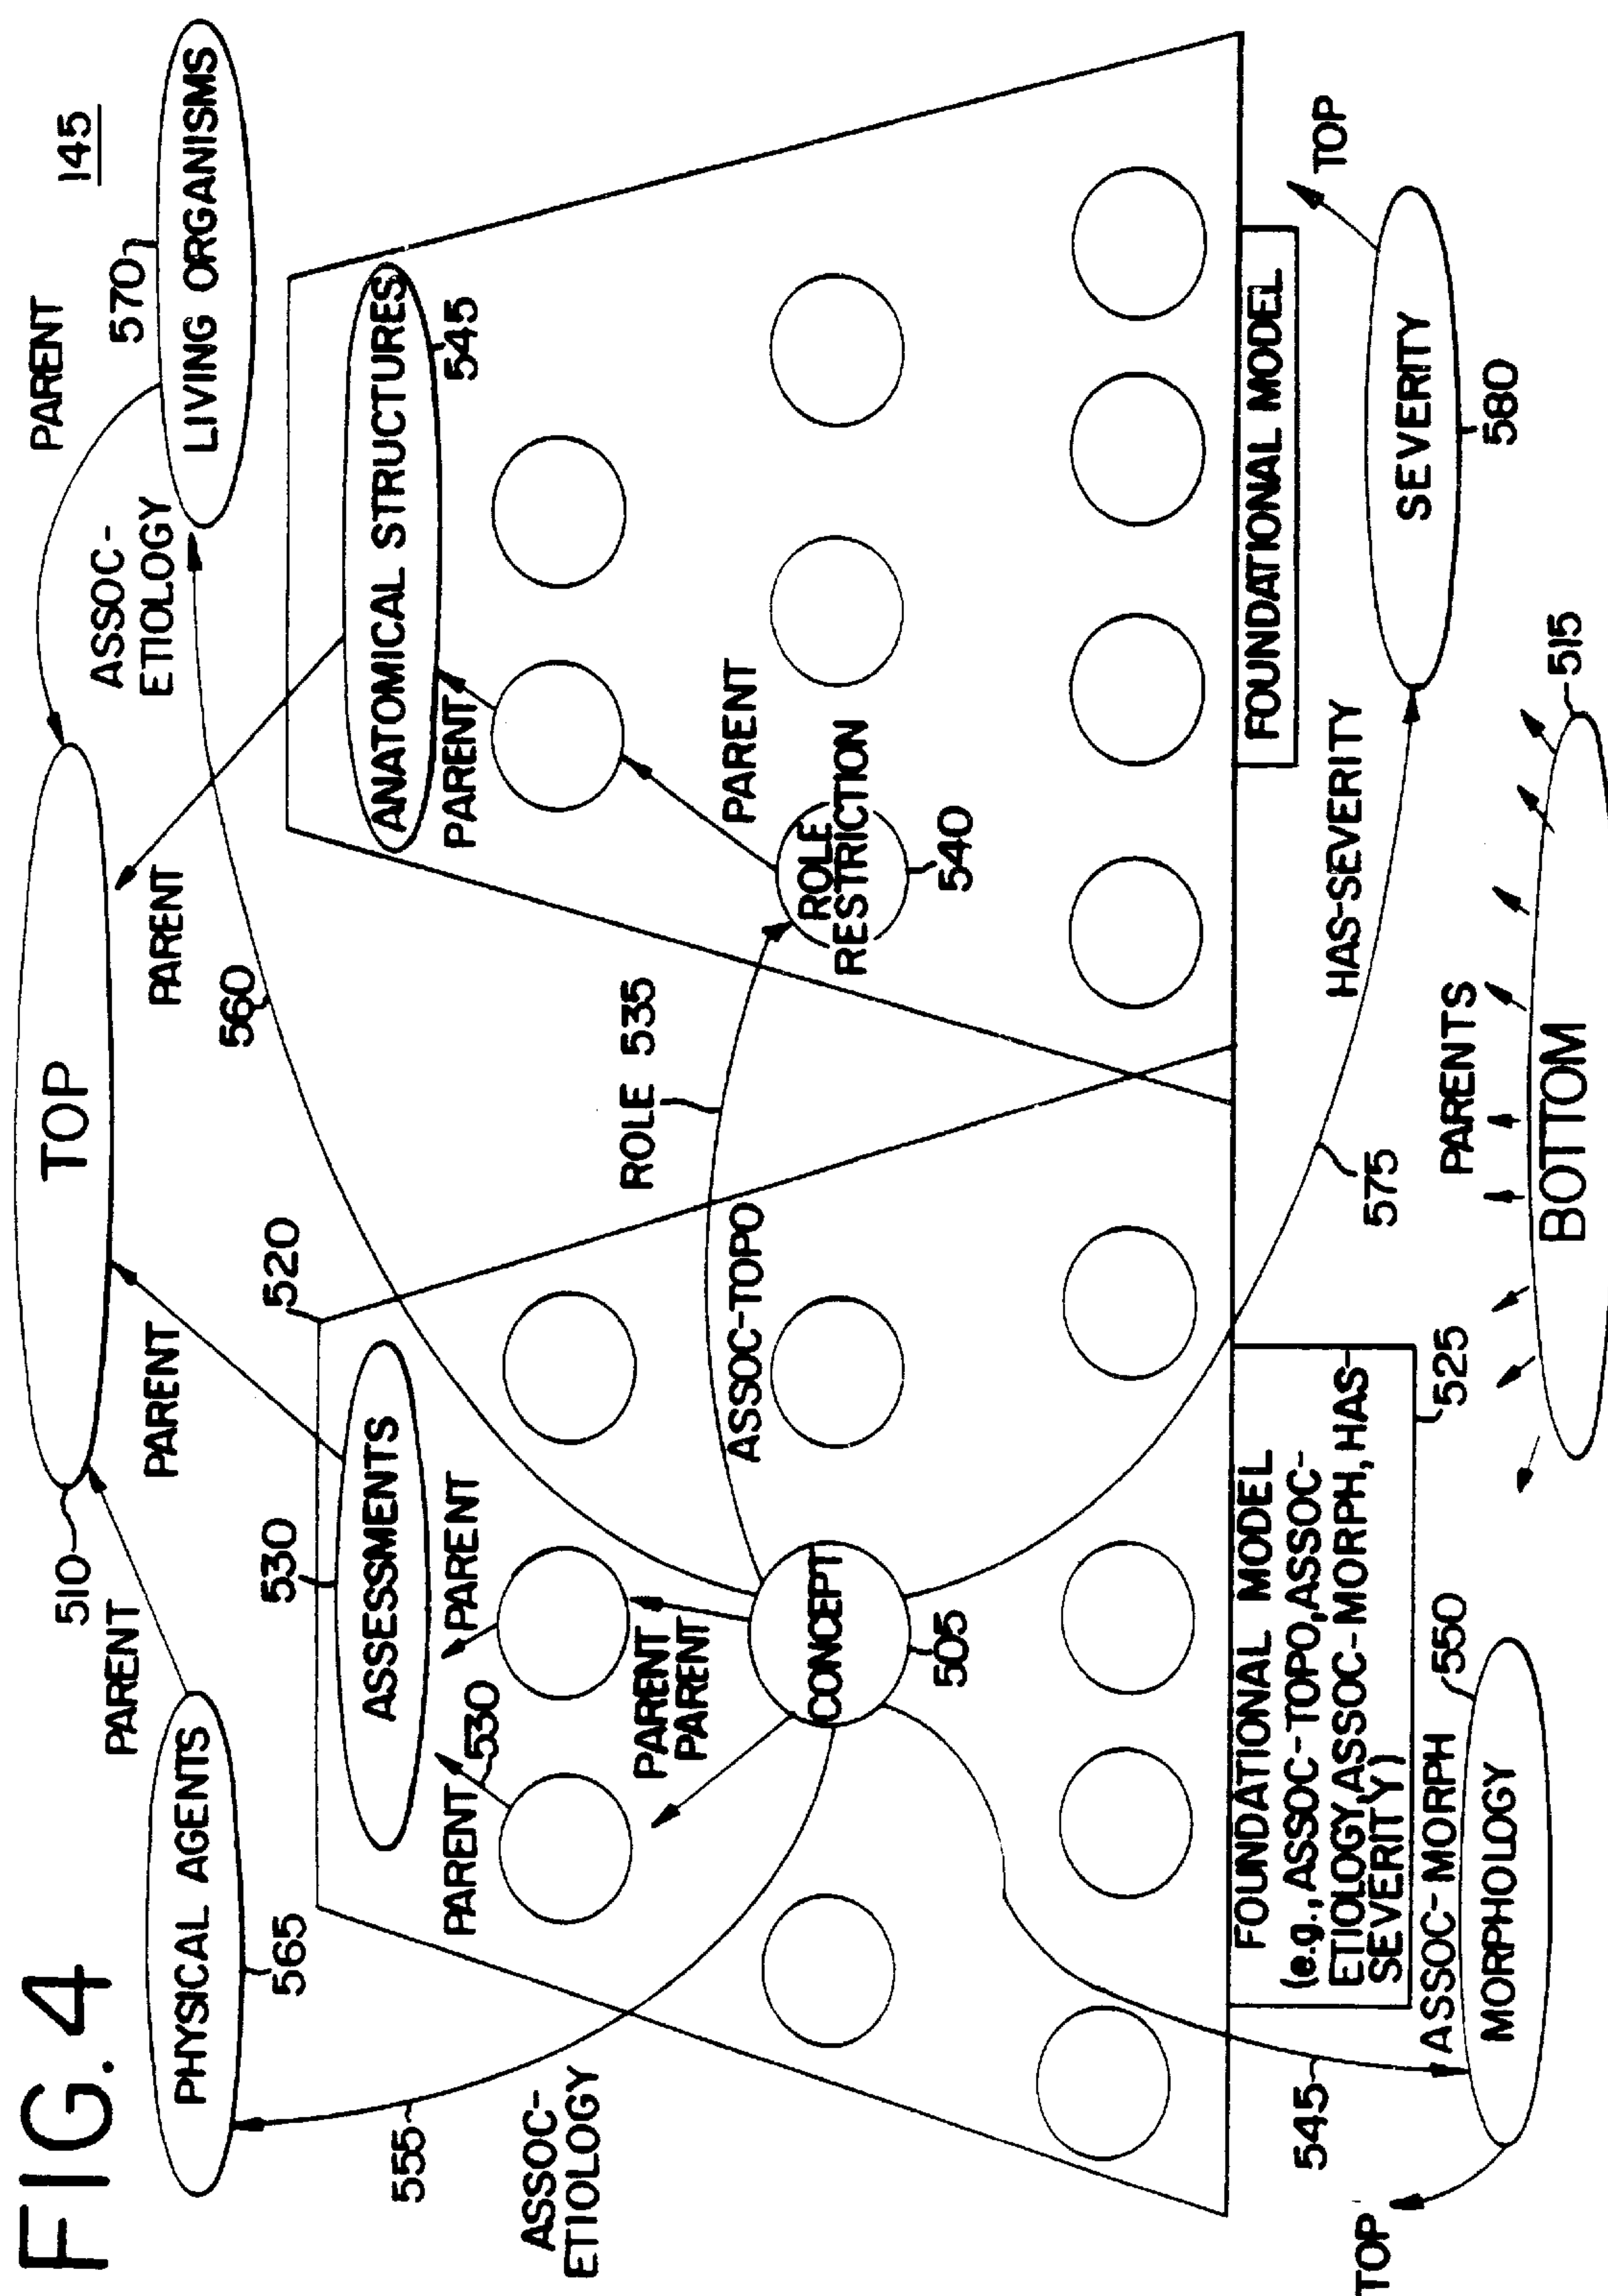 FIG. 4
145
TOP
510
PARENT
PHYSICAL AGENTS
565
PARENT
PARENT
PARENT
570
LIVING ORGANISMS
ASSOC-
ETIOLOGY
560
520
530
ASSESSMENTS
PARENT
PARENT
530
PARENT
PARENT
CONCEPT
505
555
ASSOC-
ETIOLOGY
ASSOC-TOPO
ROLE 535
ANATOMICAL STRUCTURES
545
PARENT
PARENT
ROLE
RESTRICTION
540
FOUNDATIONAL MODEL
(e.g., ASSOC-TOPO, ASSOC-
ETIOLOGY, ASSOC-MORPH, HAS-
SEVERITY)
525
FOUNDATIONAL MODEL
545
ASSOC-MORPH
550
MORPHOLOGY
TOP
575
HAS-SEVERITY
SEVERITY
580
TOP
PARENTS
BOTTOM
515